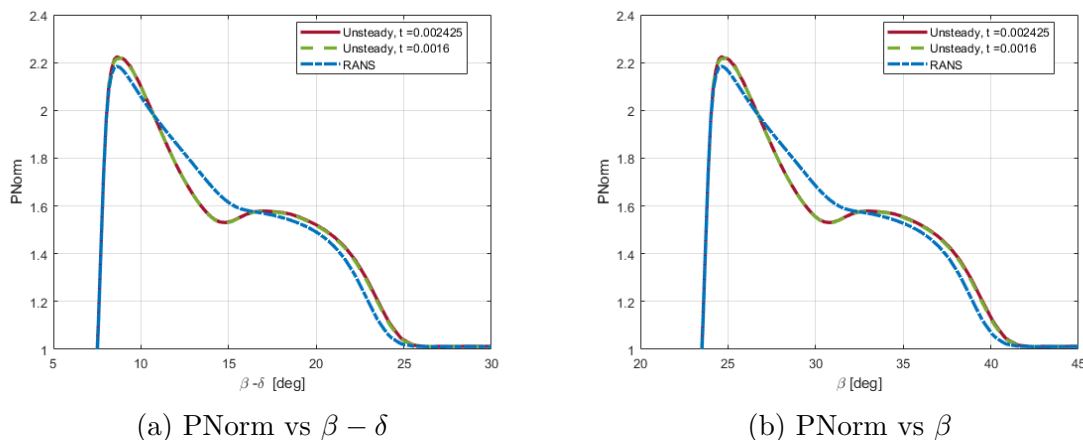 2.4
2.2
2
1.8
1.6
1.4
1.2
1
PNorm
5 10 15 20 25 30
β -δ [deg]
Unsteady, t =0.002425
Unsteady, t =0.0016
RANS
(a) PNorm vs β − δ
2.4
2.2
2
1.8
1.6
1.4
1.2
1
PNorm
20 25 30 35 40 45
β [deg]
Unsteady, t =0.002425
Unsteady, t =0.0016
RANS
(b) PNorm vs β